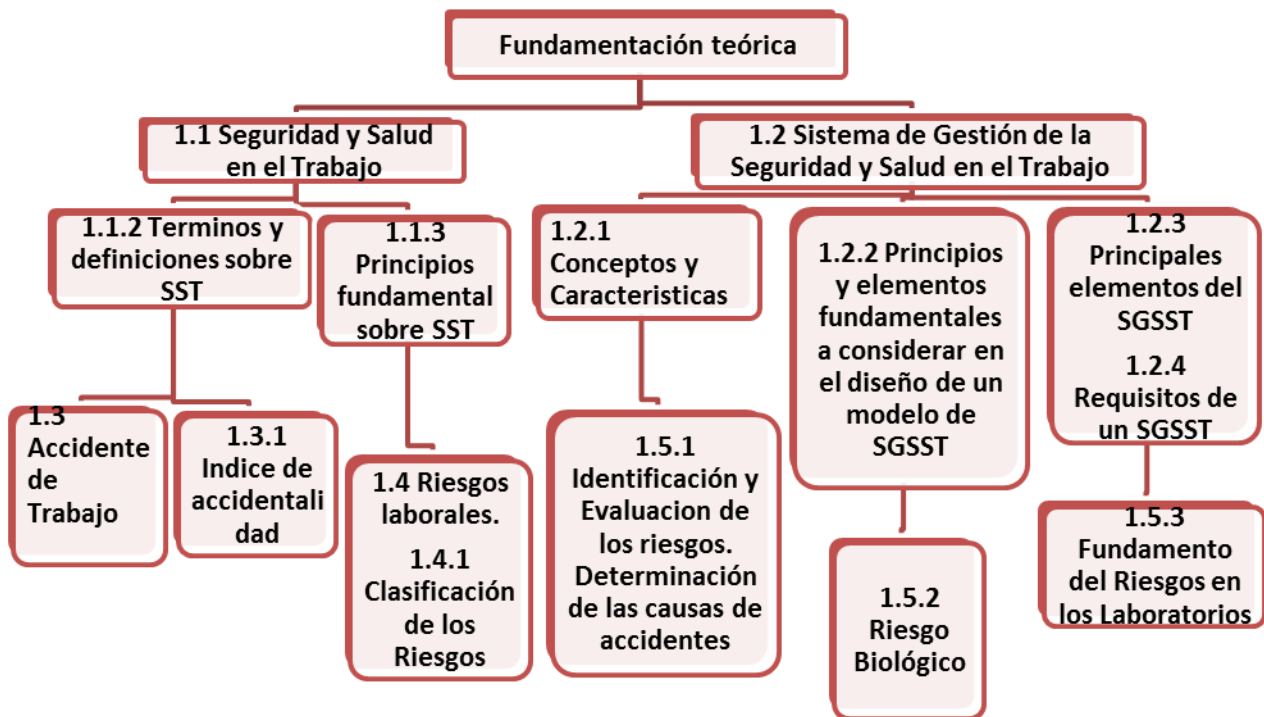 Fundamentación teórica
1.1 Seguridad y Salud
en el Trabajo
1.2 Sistema de Gestión de la
Seguridad y Salud en el Trabajo
1.1.2 Terminos y
definiciones sobre
SST
1.1.3
Principios
fundamental
sobre SST
1.2.1
Conceptos y
Caracteristicas
1.2.2 Principios
y elementos
fundamentales
a considerar en
el diseño de un
modelo de
SGSST
1.2.3
Principales
elementos del
SGSST
1.2.4
Requisitos de
un SGSST
1.3
Accidente
de
Trabajo
1.3.1
Indice de
accidentali
dad
1.4 Riesgos
laborales.
1.4.1
Clasificación
de los
Riesgos
1.5.1
Identificación y
Evaluacion de
los riesgos.
Determinación
de las causas de
accidentes
1.5.2
Riesgo
Biológico
1.5.3
Fundamento
del Riesgos en
los Laboratorios